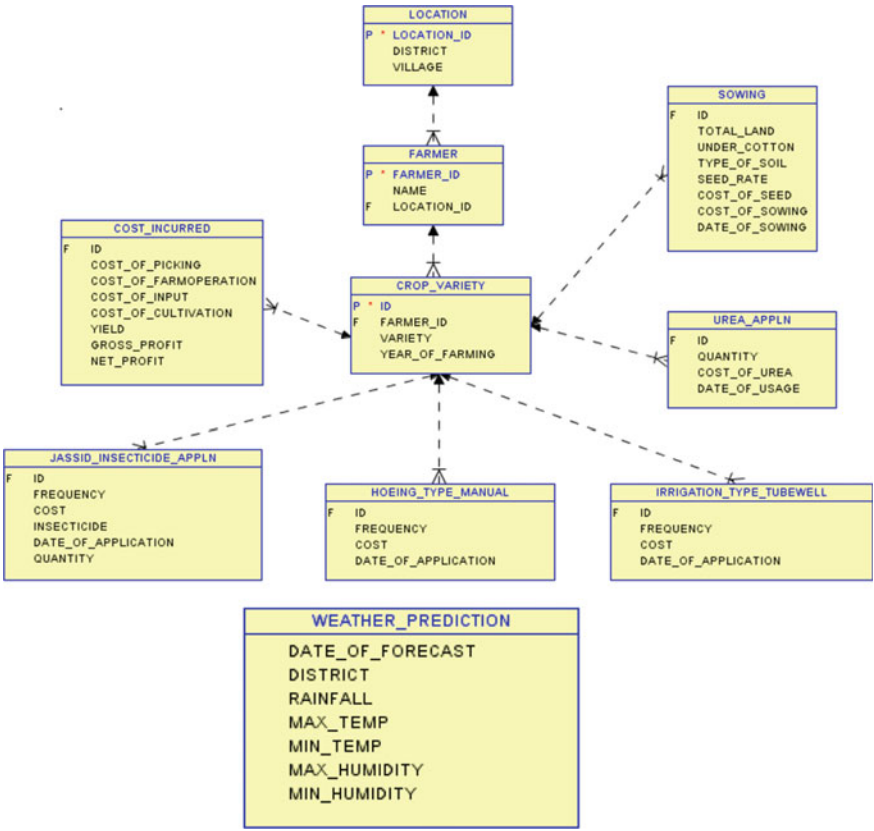 LOCATION
P * LOCATION_ID
DISTRICT
VILLAGE
SOWING
F ID
TOTAL_LAND
UNDER_COTTON
TYPE_OF_SOIL
SEED_RATE
COST_OF_SEED
COST_OF_SOWING
DATE_OF_SOWING
FARMER
P * FARMER_ID
NAME
F LOCATION_ID
COST_INCURRED
F ID
COST_OF_PICKING
COST_OF_FARMOPERATION
COST_OF_INPUT
COST_OF_CULTIVATION
YIELD
GROSS_PROFIT
NET_PROFIT
CROP_VARIETY
P * ID
F FARMER_ID
VARIETY
YEAR_OF_FARMING
UREA_APPLN
F ID
QUANTITY
COST_OF_UREA
DATE_OF_USAGE
JASSID_INSECTICIDE_APPLN
F ID
FREQUENCY
COST
INSECTICIDE
DATE_OF_APPLICATION
QUANTITY
HOEING_TYPE_MANUAL
F ID
FREQUENCY
COST
DATE_OF_APPLICATION
IRRIGATION_TYPE_TUBEWELL
F ID
FREQUENCY
COST
DATE_OF_APPLICATION
WEATHER_PREDICTION
DATE_OF_FORECAST
DISTRICT
RAINFALL
MAX_TEMP
MIN_TEMP
MAX_HUMIDITY
MIN_HUMIDITY